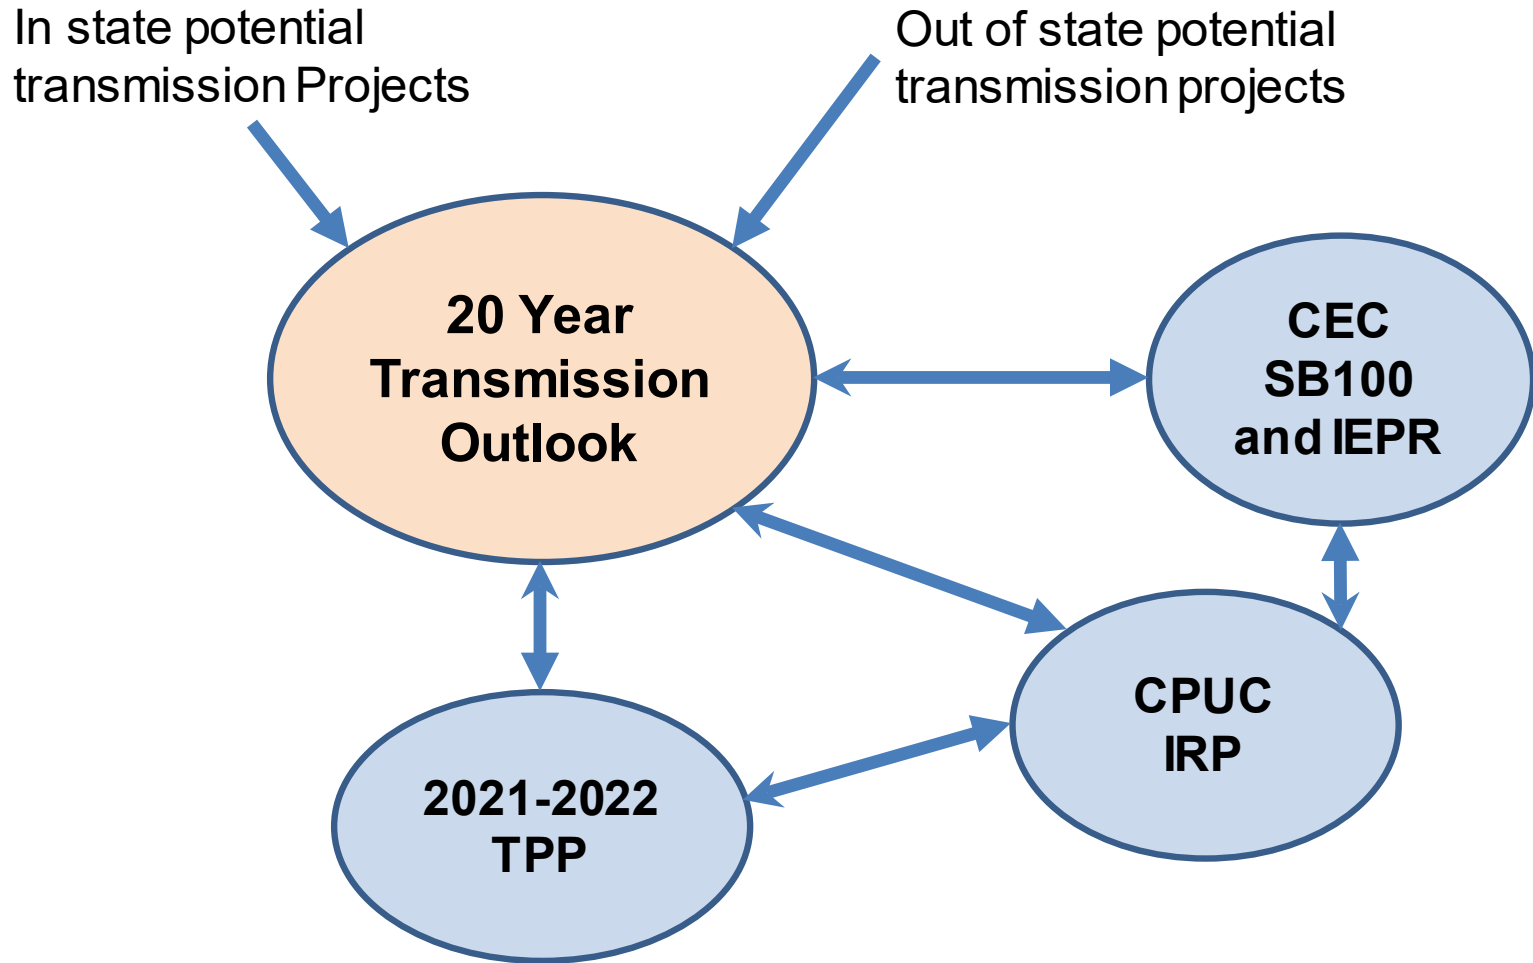 In state potential
transmission Projects
Out of state potential
transmission projects
20 Year
Transmission
Outlook
CEC
SB100
and IEPR
CPUC
IRP
2021-2022
TPP